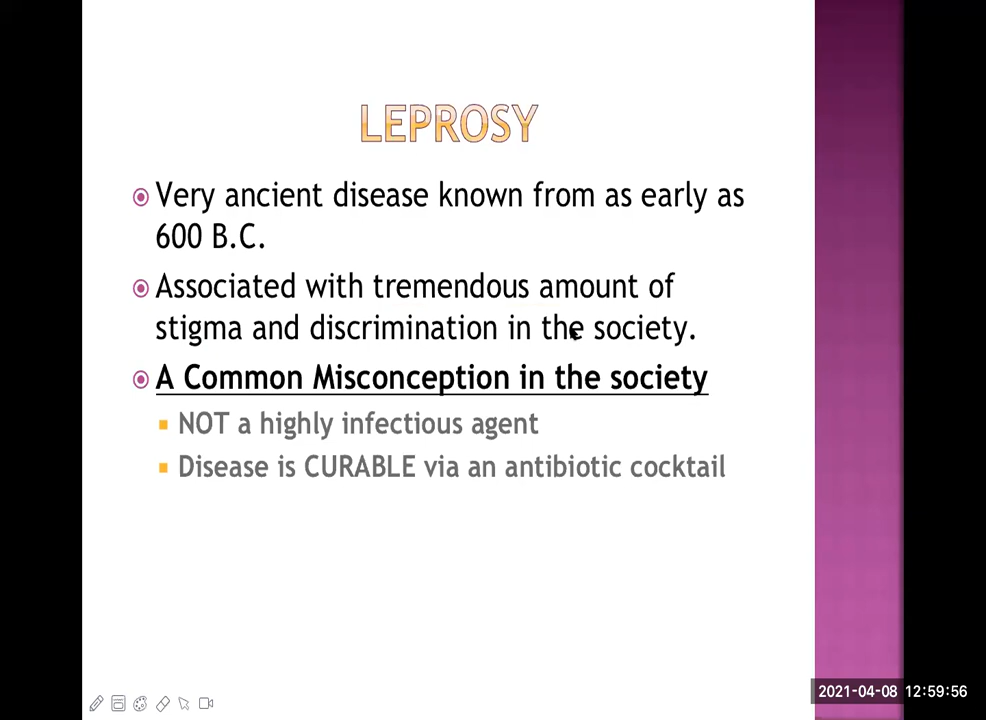 LEPROSY
Very ancient disease known from as early as
600 B.C.
Associated with tremendous amount of
stigma and discrimination in the society.
A Common Misconception in the society
NOT a highly infectious agent
Disease is CURABLE via an antibiotic cocktail
2021-04-08 12:59:56